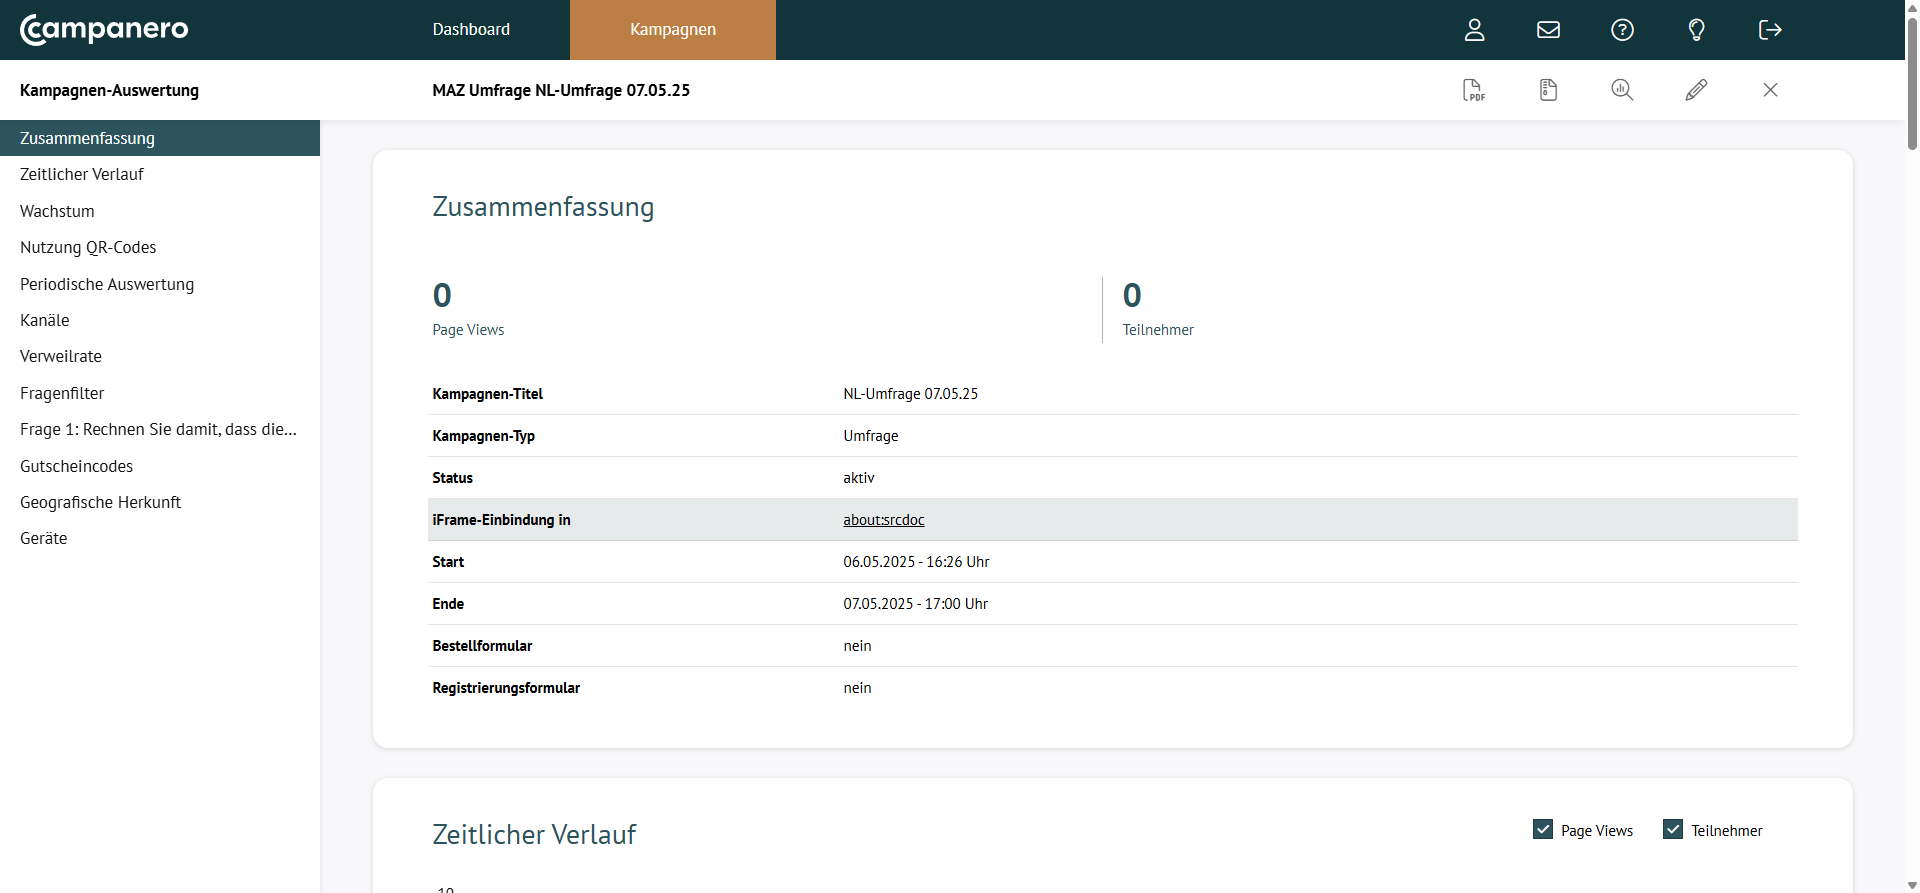 campanero
Dashboard
Kampagnen
Kampagnen-Auswertung
MAZ Umfrage NL-Umfrage 07.05.25
PDF
Zusammenfassung
Zeitlicher Verlauf
Wachstum
Nutzung QR-Codes
Periodische Auswertung
Kanäle
Verweilrate
Fragenfilter
Frage 1: Rechnen Sie damit, dass die...
Gutscheincodes
Geografische Herkunft
Geräte
Zusammenfassung
0
Page Views
0
Teilnehmer
Kampagnen-Titel NL-Umfrage 07.05.25
Kampagnen-Typ Umfrage
Status aktiv
iFrame-Einbindung in about:srcdoc
Start 06.05.2025 - 16:26 Uhr
Ende 07.05.2025 - 17:00 Uhr
Bestellformular nein
Registrierungsformular nein
Zeitlicher Verlauf
Page Views
Teilnehmer
10